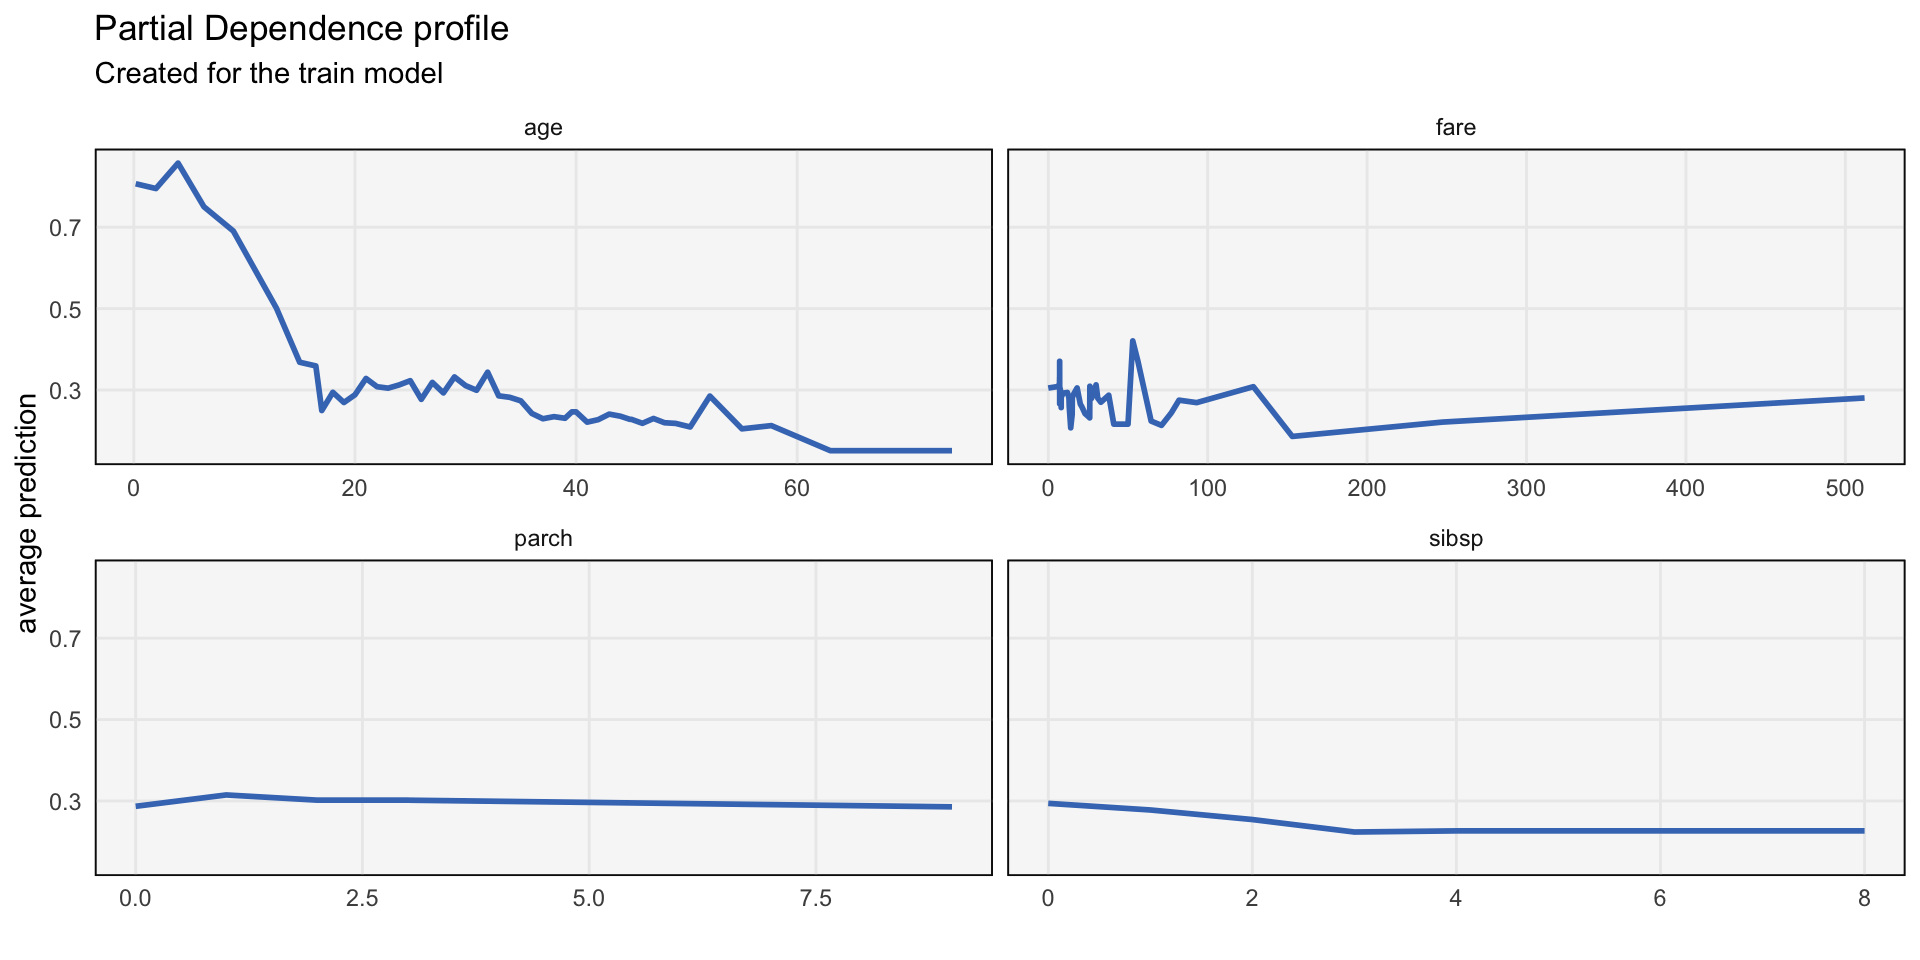 Partial Dependence profile
Created for the train model
age
fare
0.7
0.5
0.3
0 20 40 60
0 100 200 300 400 500
average prediction
parch
sibsp
0.7
0.5
0.3
0.0 2.5 5.0 7.5
0 2 4 6 8